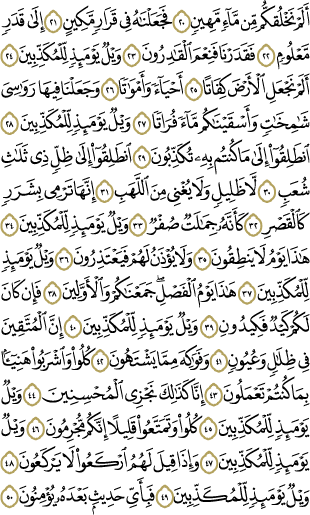 أَلَمْ نَخْلُقكُّم مِّن مَّآءٍ مَّهِينٍ ٢٠ فَجَعَلْنَٰهُ فِى قَرَارٍ مَّكِينٍ ٢١ إِلَىٰ قَدَرٍ
مَّعْلُومٍ ٢٢ فَقَدَرْنَا فَنِعْمَ ٱلْقَٰدِرُونَ ٢٣ وَيْلٌ يَوْمَئِذٍ لِّلْمُكَذِّبِينَ ٢٤
أَلَمْ نَجْعَلِ ٱلْأَرْضَ كِفَاتًا ٢٥ أَحْيَآءً وَأَمْوَٰتًا ٢٦ وَجَعَلْنَا فِيهَا رَوَٰسِىَ
شَٰمِخَٰتٍ وَأَسْقَيْنَٰكُم مَّآءً فُرَاتًا ٢٧ وَيْلٌ يَوْمَئِذٍ لِّلْمُكَذِّبِينَ ٢٨
ٱنطَلِقُوٓا۟ إِلَىٰ مَا كُنتُم بِهِۦ تُكَذِّبُونَ ٢٩ ٱنطَلِقُوٓا۟ إِلَىٰ ظِلٍّ ذِى ثَلَٰثِ
شُعَبٍ ٣٠ لَّا ظَلِيلٍ وَلَا يُغْنِى مِنَ ٱللَّهَبِ ٣١ إِنَّهَا تَرْمِى بِشَرَرٍ
كَٱلْقَصْرِ ٣٢ كَأَنَّهُۥ جِمَٰلَتٌ صُفْرٌ ٣٣ وَيْلٌ يَوْمَئِذٍ لِّلْمُكَذِّبِينَ ٣٤
هَٰذَا يَوْمُ لَا يَنطِقُونَ ٣٥ وَلَا يُؤْذَنُ لَهُمْ فَيَعْتَذِرُونَ ٣٦ وَيْلٌ يَوْمَئِذٍ
لِّلْمُكَذِّبِينَ ٣٧ هَٰذَا يَوْمُ ٱلْفَصْلِ ۖ جَمَعْنَٰكُمْ وَٱلْأَوَّلِينَ ٣٨ فَإِن كَانَ
لَكُمْ كَيْدٌ فَكِيدُونِ ٣٩ وَيْلٌ يَوْمَئِذٍ لِّلْمُكَذِّبِينَ ٤٠ إِنَّ ٱلْمُتَّقِينَ
فِى ظِلَٰلٍ وَعُيُونٍ ٤١ وَفَوَٰكِهَ مِمَّا يَشْتَهُونَ ٤٢ كُلُوا۟ وَٱشْرَبُوا۟ هَنِيٓـًٔۢا
بِمَا كُنتُمْ تَعْمَلُونَ ٤٣ إِنَّا كَذَٰلِكَ نَجْزِى ٱلْمُحْسِنِينَ ٤٤ وَيْلٌ
يَوْمَئِذٍ لِّلْمُكَذِّبِينَ ٤٥ كُلُوا۟ وَتَمَتَّعُوا۟ قَلِيلًا إِنَّكُم مُّجْرِمُونَ ٤٦ وَيْلٌ
يَوْمَئِذٍ لِّلْمُكَذِّبِينَ ٤٧ وَإِذَا قِيلَ لَهُمُ ٱرْكَعُوا۟ لَا يَرْكَعُونَ ٤٨
وَيْلٌ يَوْمَئِذٍ لِّلْمُكَذِّبِينَ ٤٩ فَبِأَىِّ حَدِيثٍۭ بَعْدَهُۥ يُؤْمِنُونَ ٥٠